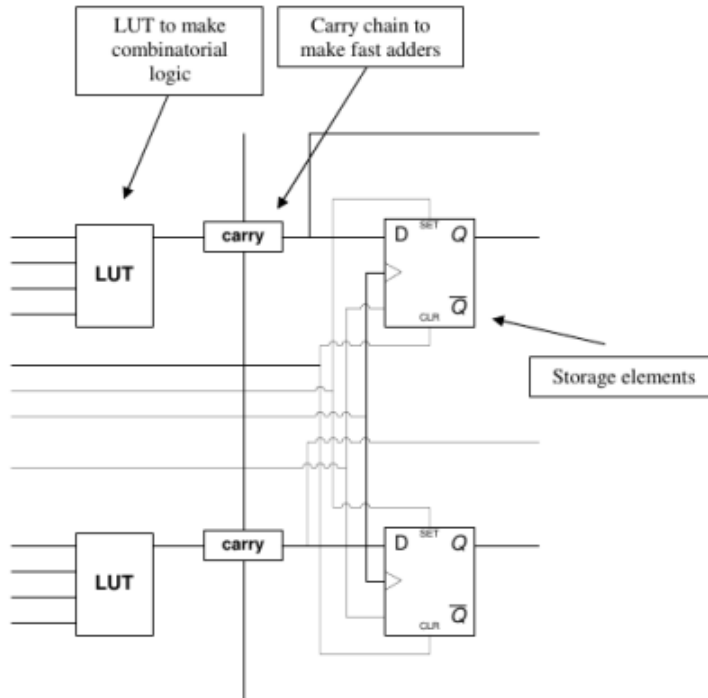 LUT to make
combinatorial
logic
Carry chain to
make fast adders
carry
D
SET
Q
LUT
Q
CLR
Storage elements
carry
D
SET
Q
LUT
Q
CLR